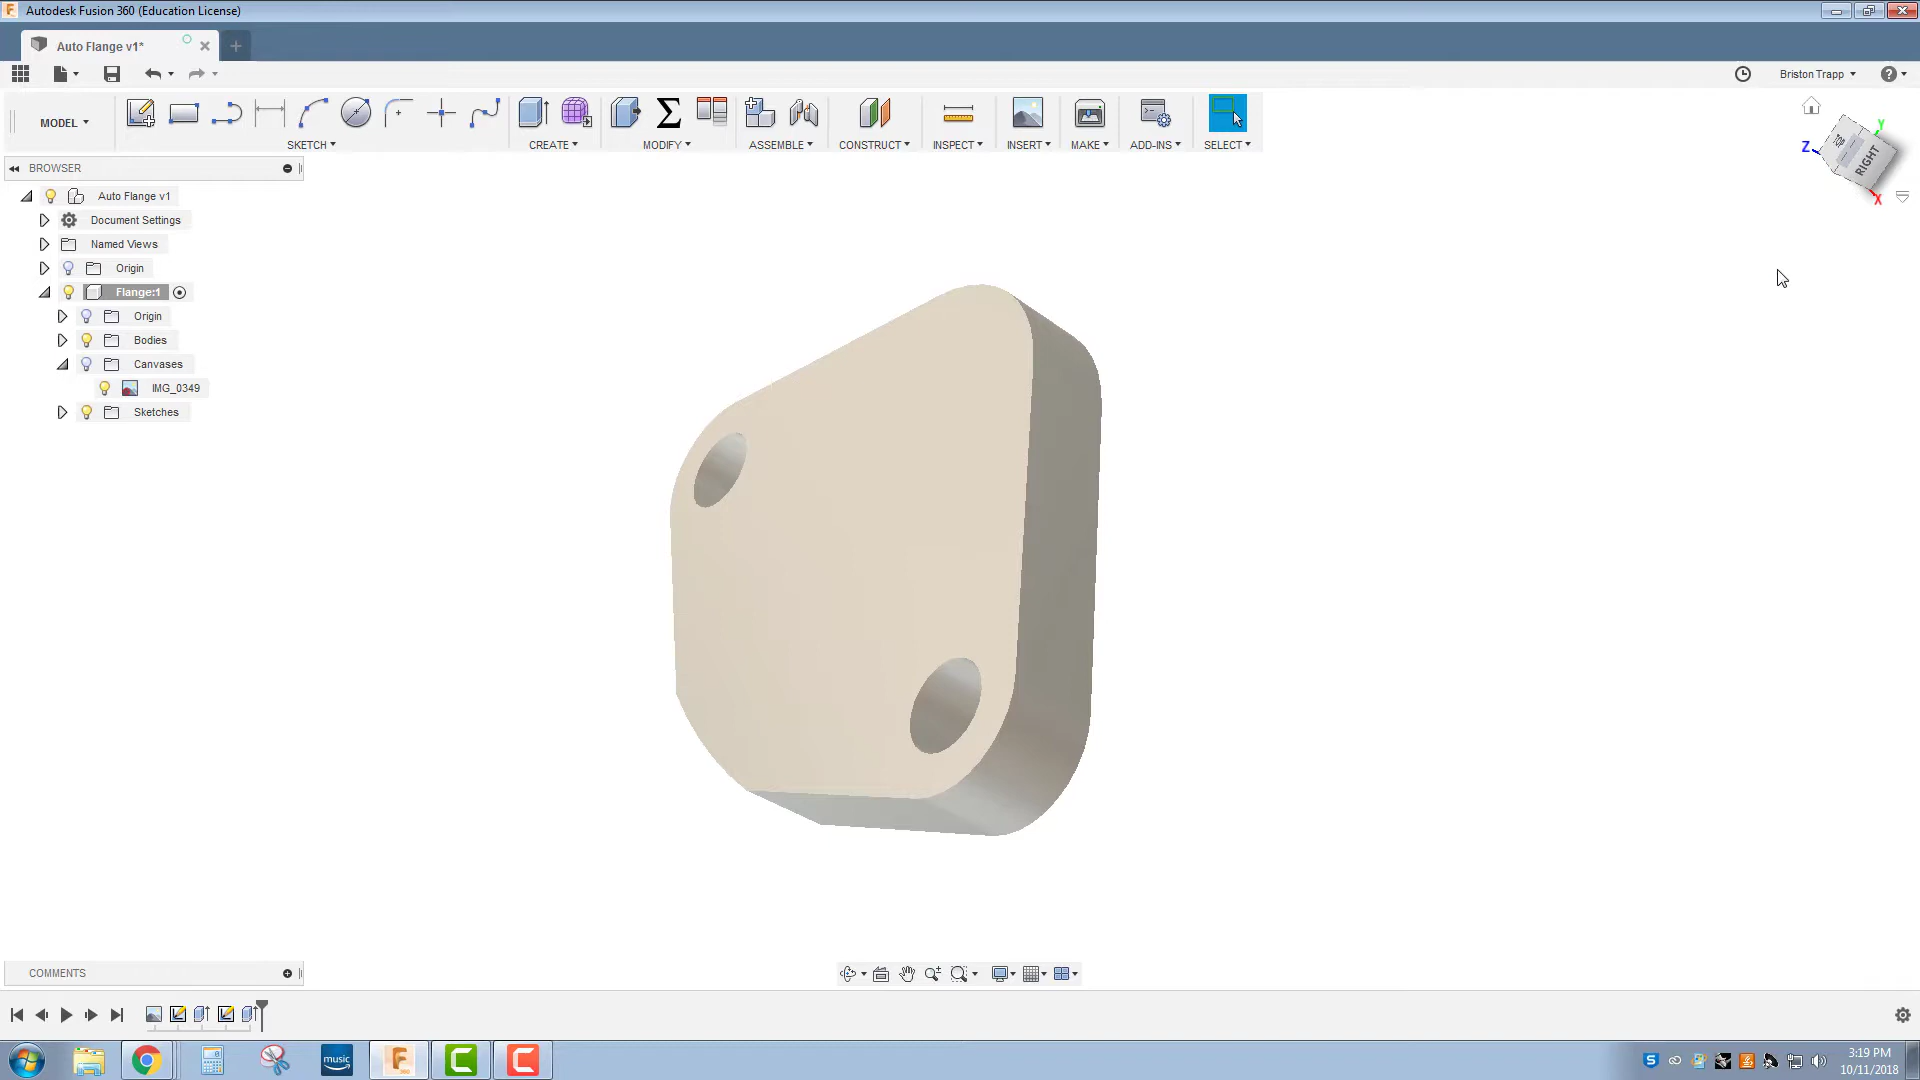 Autodesk Fusion 360 (Education License)
Auto Flange v1*
Briston Trapp
MODEL
SKETCH
CREATE
MODIFY
ASSEMBLE
CONSTRUCT
INSPECT
INSERT
MAKE
ADD-INS
SELECT
BROWSER
Auto Flange v1
Document Settings
Named Views
Origin
Flange:1
Origin
Bodies
Canvases
IMG_0349
Sketches
Y
Z
TOP
RIGHT
X
COMMENTS
music
3:19 PM
10/11/2018